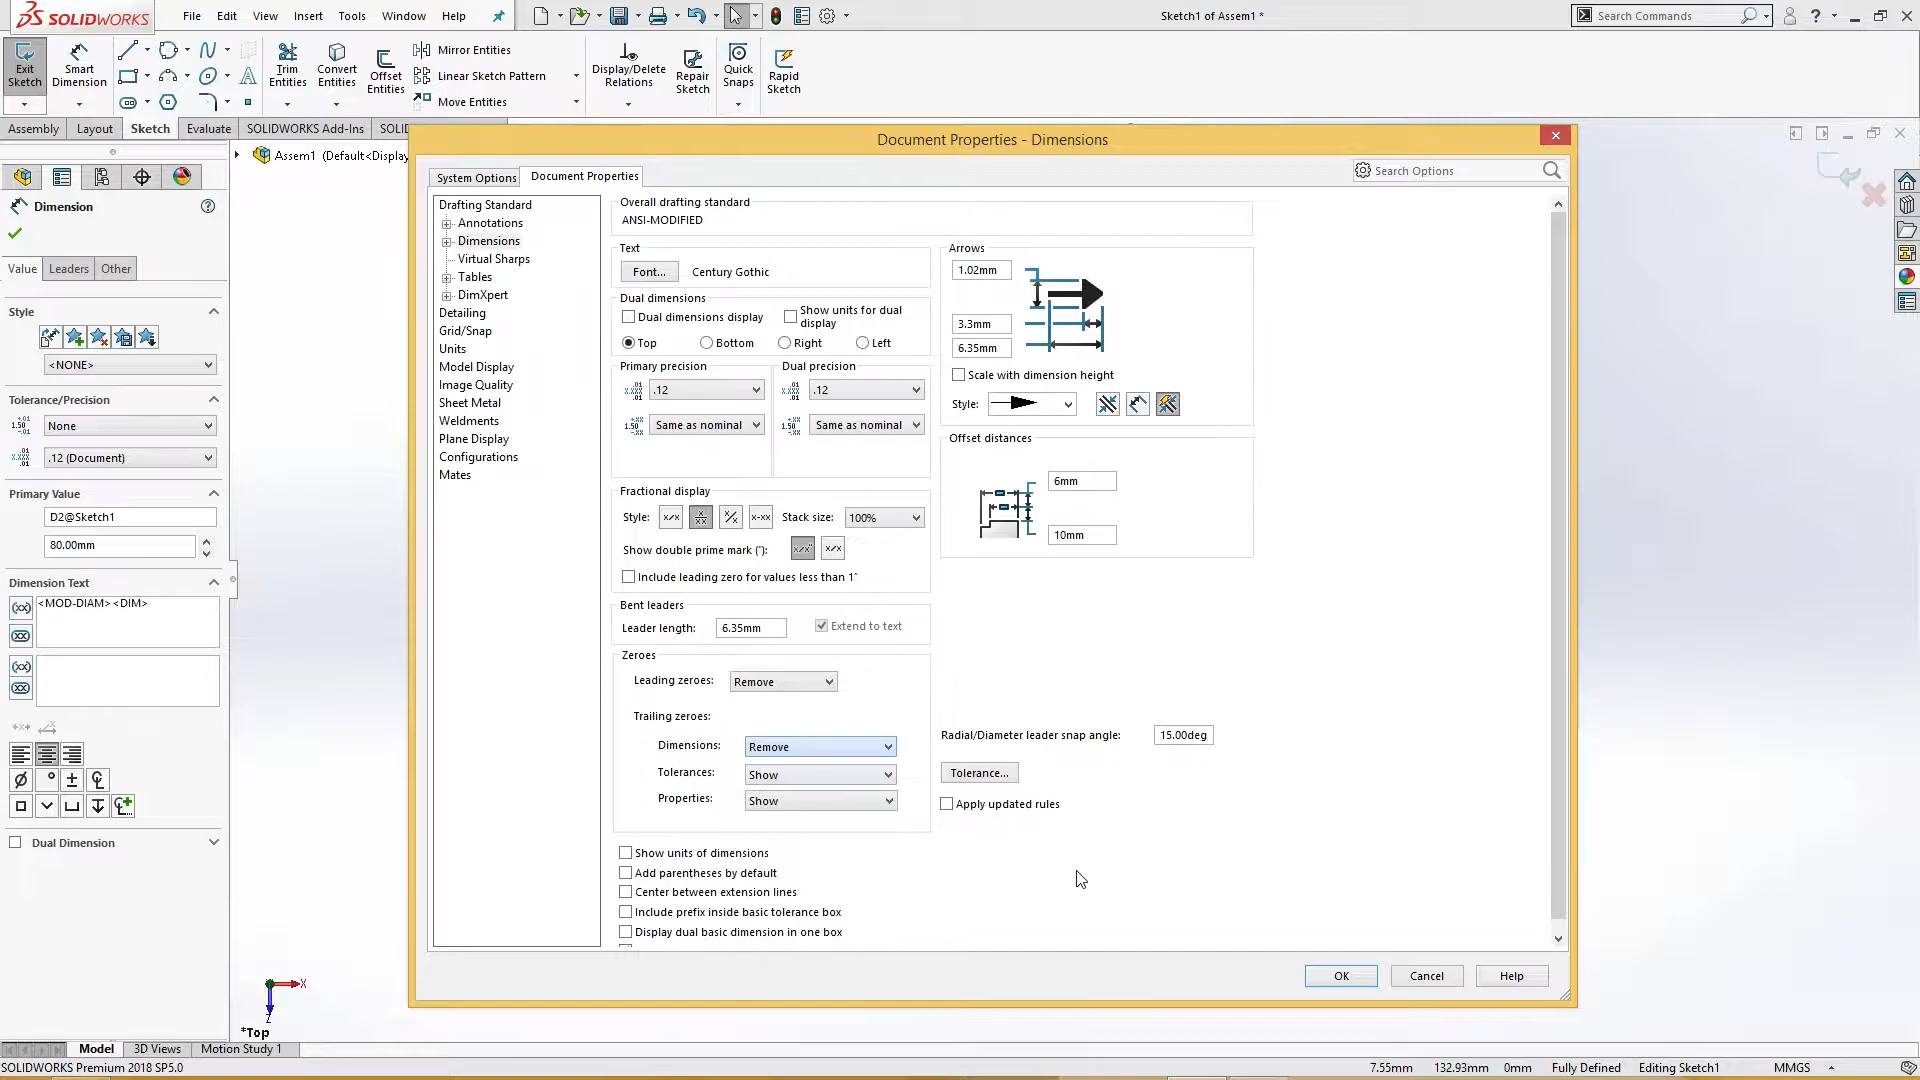 SOLIDWORKS
File Edit View Insert Tools Window Help
Sketch1 of Assem1 *
Search Commands
Exit Sketch
Smart Dimension
Trim Entities
Convert Entities
Offset Entities
Mirror Entities
Linear Sketch Pattern
Move Entities
Display/Delete Relations
Repair Sketch
Quick Snaps
Rapid Sketch
Assembly Layout Sketch Evaluate SOLIDWORKS Add-Ins SOLID
Assem1 (Default<Display
Document Properties - Dimensions
System Options Document Properties
Search Options
Dimension
Value Leaders Other
Style
<NONE>
Tolerance/Precision
None
.12 (Document)
Primary Value
D2@Sketch1
80.00mm
Dimension Text
<MOD-DIAM><DIM>
Dual Dimension
Drafting Standard
Annotations
Dimensions
Virtual Sharps
Tables
DimXpert
Detailing
Grid/Snap
Units
Model Display
Image Quality
Sheet Metal
Weldments
Plane Display
Configurations
Mates
Overall drafting standard
ANSI-MODIFIED
Text
Font... Century Gothic
Dual dimensions
Dual dimensions display Show units for dual display
Top Bottom Right Left
Primary precision Dual precision
.12 .12
Same as nominal Same as nominal
Fractional display
Style: Stack size: 100%
Show double prime mark ("):
Include leading zero for values less than 1"
Bent leaders
Leader length: 6.35mm Extend to text
Zeroes
Leading zeroes: Remove
Trailing zeroes:
Dimensions: Remove
Tolerances: Show
Properties: Show
Show units of dimensions
Add parentheses by default
Center between extension lines
Include prefix inside basic tolerance box
Display dual basic dimension in one box
Arrows
1.02mm
3.3mm
6.35mm
Scale with dimension height
Style:
Offset distances
6mm
10mm
Radial/Diameter leader snap angle: 15.00deg
Tolerance...
Apply updated rules
OK Cancel Help
X
Z
*Top
Model 3D Views Motion Study 1
SOLIDWORKS Premium 2018 SP5.0 7.55mm 132.93mm 0mm Fully Defined Editing Sketch1 MMGS